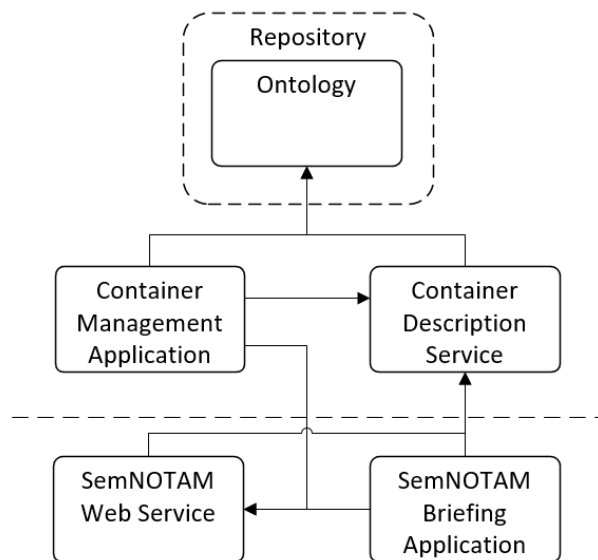 Repository
Ontology
Container
Management
Application
Container
Description
Service
SemNOTAM
Web Service
SemNOTAM
Briefing
Application